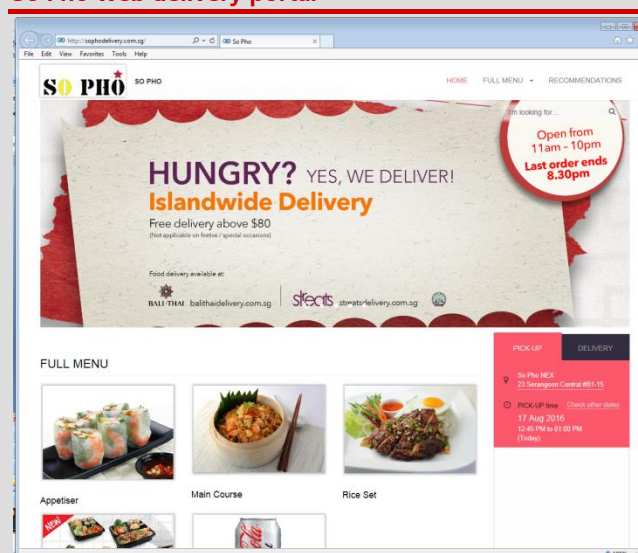 So Pho web delivery portal
http://sophodelivery.com.sg/
So Pho
File Edit View Favorites Tools Help
SO PHỞ
SO PHO
HOME FULL MENU RECOMMENDATIONS
I'm looking for ...
Open from
11am - 10pm
Last order ends
8.30pm
HUNGRY? YES, WE DELIVER!
Islandwide Delivery
Free delivery above $80
(Not applicable on festive / special occasions)
Food delivery available at:
BALI-THAI balithaidelivery.com.sg streats streatsdelivery.com.sg
PICK-UP DELIVERY
So Pho NEX
23 Serangoon Central #B1-15
PICK-UP time Check other dates
17 Aug 2016
12:45 PM to 01:00 PM
(Today)
FULL MENU
Appetiser
Main Course
Rice Set
NEW